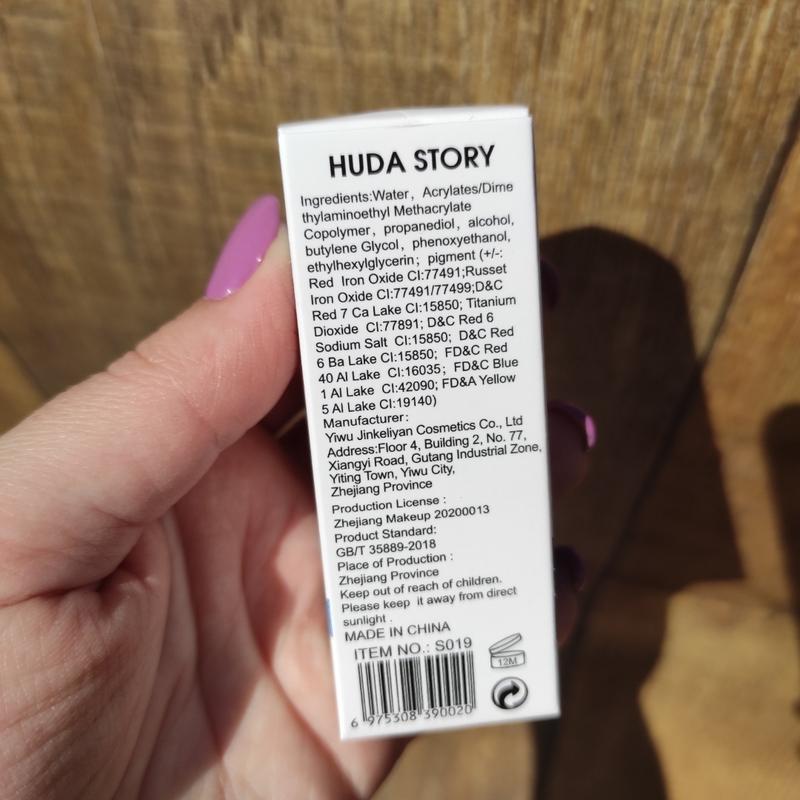 HUDA STORY
Ingredients:Water, Acrylates/Dime
thylaminoethyl Methacrylate
Copolymer, propanediol, alcohol,
butylene Glycol, phenoxyethanol,
ethylhexylglycerin; pigment (+/-:
Red Iron Oxide CI:77491;Russet
Iron Oxide CI:77491/77499;D&C
Red 7 Ca Lake CI:15850; Titanium
Dioxide CI:77891; D&C Red 6
Sodium Salt CI:15850; D&C Red
6 Ba Lake CI:15850; FD&C Red
40 Al Lake CI:16035; FD&C Blue
1 Al Lake CI:42090; FD&A Yellow
5 Al Lake CI:19140)
Manufacturer:
Yiwu Jinkeliyan Cosmetics Co., Ltd
Address:Floor 4, Building 2, No. 77,
Xiangyi Road, Gutang Industrial Zone,
Yiting Town, Yiwu City,
Zhejiang Province
Production License :
Zhejiang Makeup 20200013
Product Standard:
GB/T 35889-2018
Place of Production :
Zhejiang Province
Keep out of reach of children.
Please keep it away from direct
sunlight .
MADE IN CHINA
ITEM NO.: S019
12M
6 975308 390020